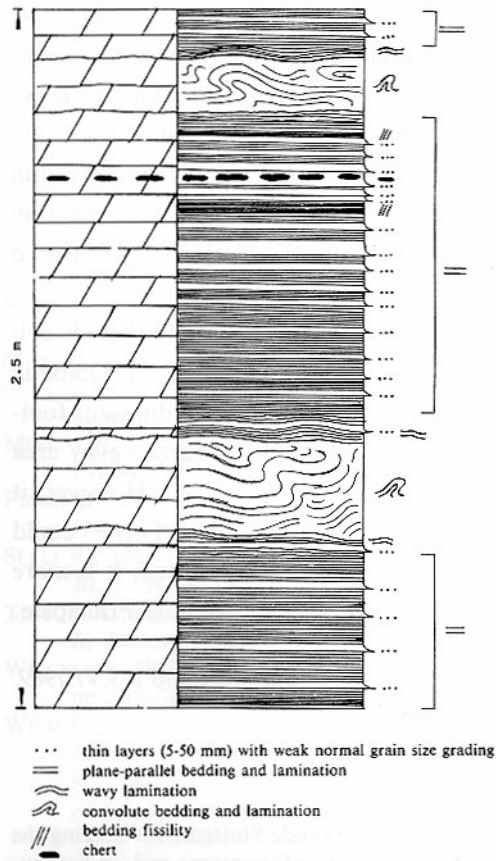 2.5 m
... thin layers (5-50 mm) with weak normal grain size grading
plane-parallel bedding and lamination
wavy lamination
convolute bedding and lamination
bedding fissility
chert